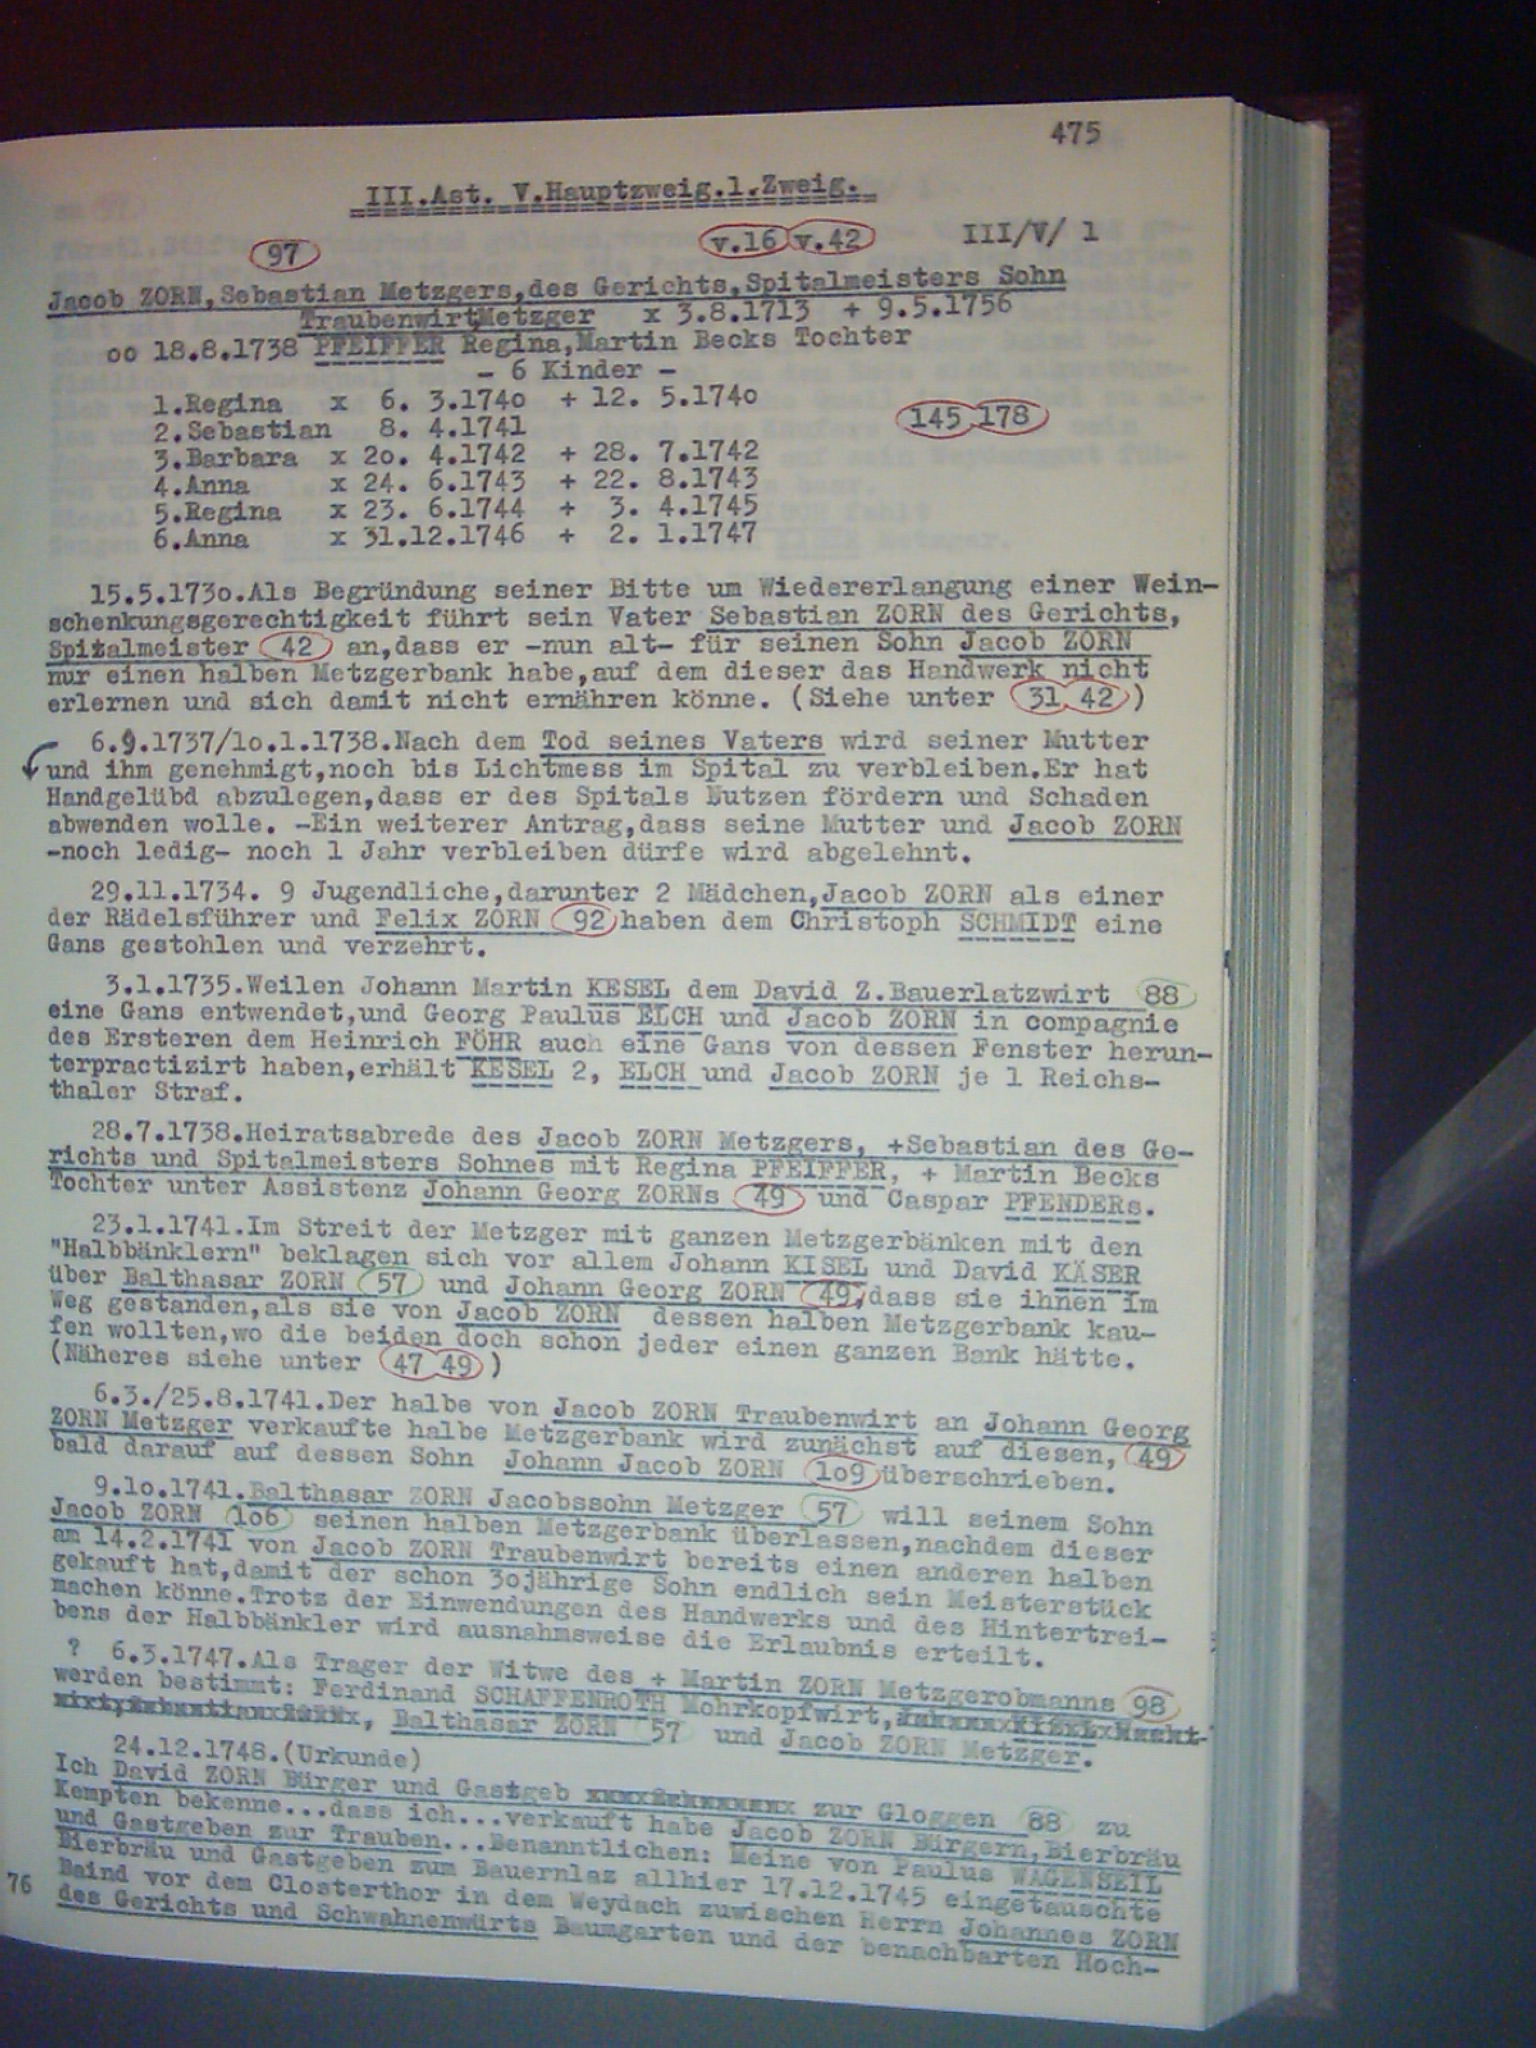 475
III.Ast. V.Hauptzweig.1.Zweig.
97 v.16 v.42 III/V/ 1
Jacob ZORN,Sebastian Metzgers,des Gerichts,Spitalmeisters Sohn
Traubenwirt,Metzger x 3.8.1713 + 9.5.1756
oo 18.8.1738 PFEIFFER Regina,Martin Becks Tochter
- 6 Kinder -
1.Regina x 6. 3.1740 + 12. 5.1740
145 178
2.Sebastian 8. 4.1741
3.Barbara x 20. 4.1742 + 28. 7.1742
4.Anna x 24. 6.1743 + 22. 8.1743
5.Regina x 23. 6.1744 + 3. 4.1745
6.Anna x 31.12.1746 + 2. 1.1747
15.5.1730.Als Begründung seiner Bitte um Wiedererlangung einer Wein-
schenkungsgerechtigkeit führt sein Vater Sebastian ZORN des Gerichts,
Spitalmeister 42 an,dass er -nun alt- für seinen Sohn Jacob ZORN
nur einen halben Metzgerbank habe,auf dem dieser das Handwerk nicht
erlernen und sich damit nicht ernähren könne. (Siehe unter 31 42 )
6.9.1737/10.1.1738.Nach dem Tod seines Vaters wird seiner Mutter
und ihm genehmigt,noch bis Lichtmess im Spital zu verbleiben.Er hat
Handgelübd abzulegen,dass er des Spitals Nutzen fördern und Schaden
abwenden wolle. -Ein weiterer Antrag,dass seine Mutter und Jacob ZORN
-noch ledig- noch 1 Jahr verbleiben dürfe wird abgelehnt.
29.11.1734. 9 Jugendliche,darunter 2 Mädchen,Jacob ZORN als einer
der Rädelsführer und Felix ZORN 92 haben dem Christoph SCHMIDT eine
Gans gestohlen und verzehrt.
3.1.1735.Weilen Johann Martin KESEL dem David Z.Bauerlatzwirt 88
eine Gans entwendet,und Georg Paulus ELCH und Jacob ZORN in compagnie
des Ersteren dem Heinrich FÖHR auch eine Gans von dessen Fenster herun-
terpractizirt haben,erhält KESEL 2, ELCH und Jacob ZORN je 1 Reichs-
thaler Straf.
28.7.1738.Heiratsabrede des Jacob ZORN Metzgers, +Sebastian des Ge-
richts und Spitalmeisters Sohnes mit Regina PFEIFFER, + Martin Becks
Tochter unter Assistenz Johann Georg ZORNs 49 und Caspar PFENDERs.
23.1.1741.Im Streit der Metzger mit ganzen Metzgerbänken mit den
"Halbbänklern" beklagen sich vor allem Johann KISEL und David KÄSER
über Balthasar ZORN 57 und Johann Georg ZORN 49,dass sie ihnen im
Weg gestanden,als sie von Jacob ZORN dessen halben Metzgerbank kau-
fen wollten,wo die beiden doch schon jeder einen ganzen Bank hätte.
(Näheres siehe unter 47 49 )
6.3./25.8.1741.Der halbe von Jacob ZORN Traubenwirt an Johann Georg
ZORN Metzger verkaufte halbe Metzgerbank wird zunächst auf diesen, 49
bald darauf auf dessen Sohn Johann Jacob ZORN 109 überschrieben.
9.10.1741.Balthasar ZORN Jacobssohn Metzger 57 will seinem Sohn
Jacob ZORN 106 seinen halben Metzgerbank überlassen,nachdem dieser
am 14.2.1741 von Jacob ZORN Traubenwirt bereits einen anderen halben
gekauft hat,damit der schon 30jährige Sohn endlich sein Meisterstück
machen könne.Trotz der Einwendungen des Handwerks und des Hintertrei-
bens der Halbbänkler wird ausnahmsweise die Erlaubnis erteilt.
? 6.3.1747.Als Trager der Witwe des + Martin ZORN Metzgerobmanns 98
werden bestimmt: Ferdinand SCHAFFENROTH Mohrkopfwirt,
, Balthasar ZORN 57 und Jacob ZORN Metzger.
24.12.1748.(Urkunde)
Ich David ZORN Bürger und Gastgeb zur Gloggen 88 zu
Kempten bekenne...dass ich...verkauft habe Jacob ZORN Bürgern,Bierbräu
und Gastgeben zur Trauben...Benanntlichen: Meine von Paulus WAGENSEIL
Bierbräu und Gastgeben zum Bauernlaz allhier 17.12.1745 eingetauschte
76 Baind vor dem Closterthor in dem Weydach zuwischen Herrn Johannes ZORN
des Gerichts und Schwahnenwürts Baumgarten und der benachbarten Hoch-